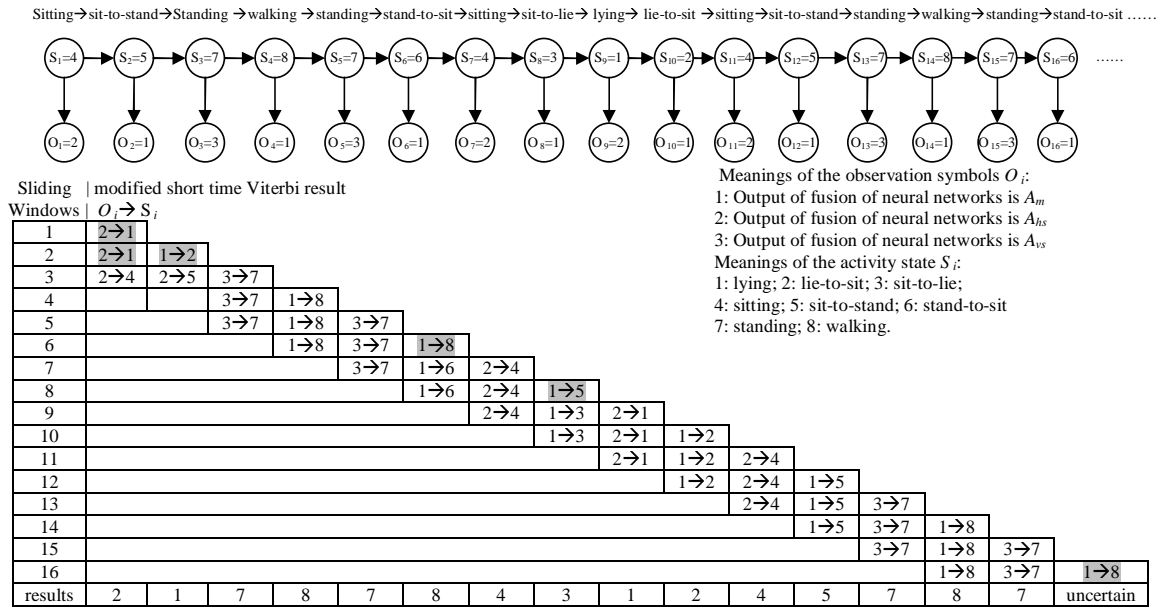 Sitting→sit-to-stand→Standing →walking→standing→stand-to-sit→sitting→sit-to-lie→ lying→ lie-to-sit→sitting→sit-to-stand→standing→walking→standing→stand-to-sit ……
S1=4 S2=5 S3=7 S4=8 S5=7 S6=6 S7=4 S8=3 S9=1 S10=2 S11=4 S12=5 S13=7 S14=8 S15=7 S16=6 ……
O1=2 O2=1 O3=3 O4=1 O5=3 O6=1 O7=2 O8=1 O9=2 O10=1 O11=2 O12=1 O13=3 O14=1 O15=3 O16=1
Meanings of the observation symbols O i:
1: Output of fusion of neural networks is Am
2: Output of fusion of neural networks is Ahs
3: Output of fusion of neural networks is Avs
Meanings of the activity state S i:
1: lying; 2: lie-to-sit; 3: sit-to-lie;
4: sitting; 5: sit-to-stand; 6: stand-to-sit
7: standing; 8: walking.
Sliding | modified short time Viterbi result
Windows | O i→ S i
1 2→1
2 2→1 1→2
3 2→4 2→5 3→7
4 3→7 1→8
5 3→7 1→8 3→7
6 1→8 3→7 1→8
7 3→7 1→6 2→4
8 1→6 2→4 1→5
9 2→4 1→3 2→1
10 1→3 2→1 1→2
11 2→1 1→2 2→4
12 1→2 2→4 1→5
13 2→4 1→5 3→7
14 1→5 3→7 1→8
15 3→7 1→8 3→7
16 1→8 3→7 1→8
results 2 1 7 8 7 8 4 3 1 2 4 5 7 8 7 uncertain